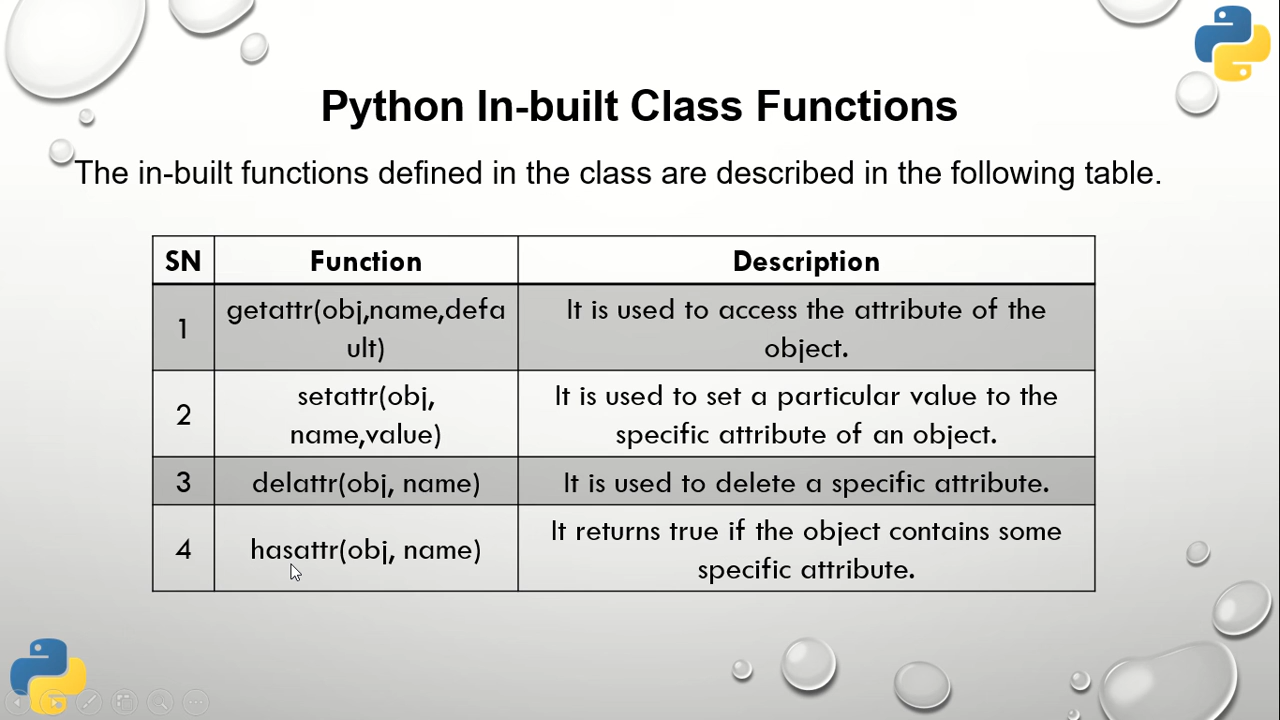 Python In-built Class Functions
The in-built functions defined in the class are described in the following table.
SN Function Description
1 getattr(obj,name,defa
ult) It is used to access the attribute of the
object.
2 setattr(obj,
name,value) It is used to set a particular value to the
specific attribute of an object.
3 delattr(obj, name) It is used to delete a specific attribute.
4 hasattr(obj, name) It returns true if the object contains some
specific attribute.